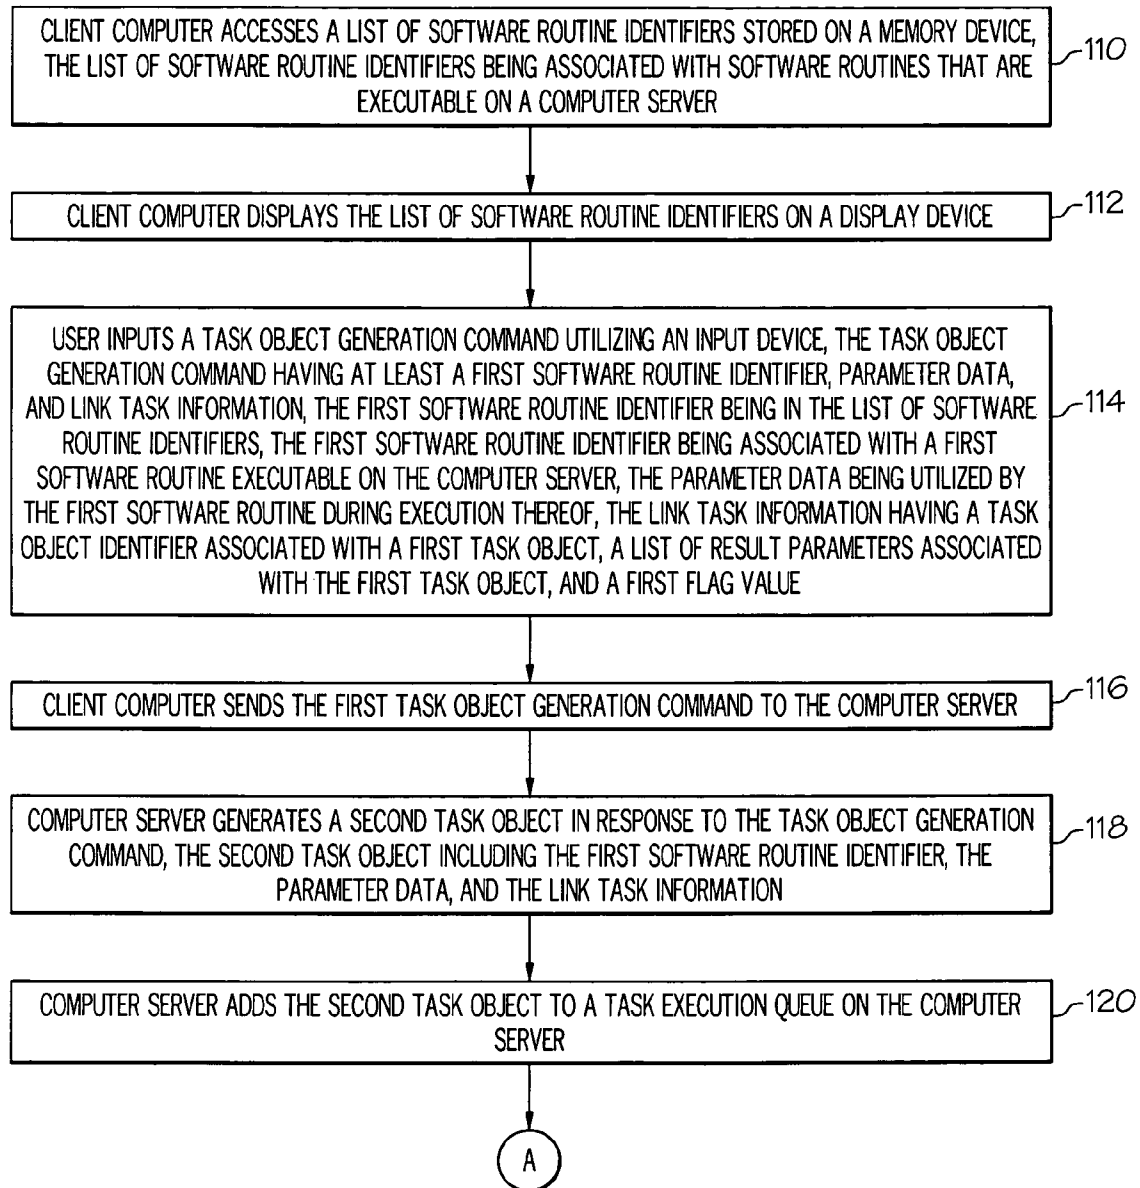 CLIENT COMPUTER ACCESSES A LIST OF SOFTWARE ROUTINE IDENTIFIERS STORED ON A MEMORY DEVICE,
THE LIST OF SOFTWARE ROUTINE IDENTIFIERS BEING ASSOCIATED WITH SOFTWARE ROUTINES THAT ARE
EXECUTABLE ON A COMPUTER SERVER
110
CLIENT COMPUTER DISPLAYS THE LIST OF SOFTWARE ROUTINE IDENTIFIERS ON A DISPLAY DEVICE
112
USER INPUTS A TASK OBJECT GENERATION COMMAND UTILIZING AN INPUT DEVICE, THE TASK OBJECT
GENERATION COMMAND HAVING AT LEAST A FIRST SOFTWARE ROUTINE IDENTIFIER, PARAMETER DATA,
AND LINK TASK INFORMATION, THE FIRST SOFTWARE ROUTINE IDENTIFIER BEING IN THE LIST OF SOFTWARE
ROUTINE IDENTIFIERS, THE FIRST SOFTWARE ROUTINE IDENTIFIER BEING ASSOCIATED WITH A FIRST
SOFTWARE ROUTINE EXECUTABLE ON THE COMPUTER SERVER, THE PARAMETER DATA BEING UTILIZED BY
THE FIRST SOFTWARE ROUTINE DURING EXECUTION THEREOF, THE LINK TASK INFORMATION HAVING A TASK
OBJECT IDENTIFIER ASSOCIATED WITH A FIRST TASK OBJECT, A LIST OF RESULT PARAMETERS ASSOCIATED
WITH THE FIRST TASK OBJECT, AND A FIRST FLAG VALUE
114
CLIENT COMPUTER SENDS THE FIRST TASK OBJECT GENERATION COMMAND TO THE COMPUTER SERVER
116
COMPUTER SERVER GENERATES A SECOND TASK OBJECT IN RESPONSE TO THE TASK OBJECT GENERATION
COMMAND, THE SECOND TASK OBJECT INCLUDING THE FIRST SOFTWARE ROUTINE IDENTIFIER, THE
PARAMETER DATA, AND THE LINK TASK INFORMATION
118
COMPUTER SERVER ADDS THE SECOND TASK OBJECT TO A TASK EXECUTION QUEUE ON THE COMPUTER
SERVER
120
A